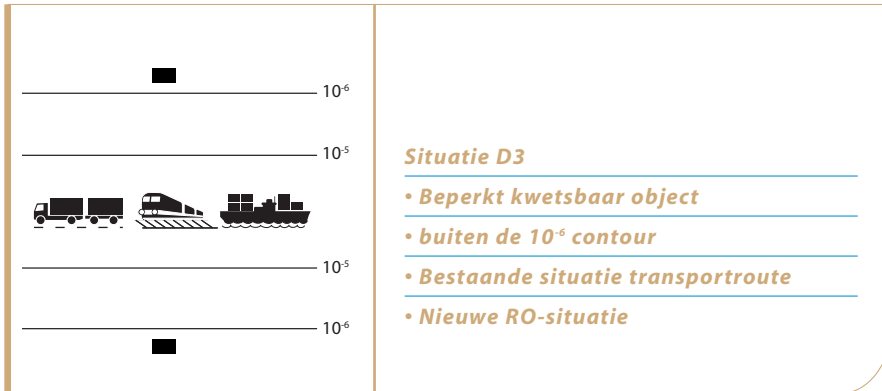 10⁻⁶
10⁻⁵
10⁻⁵
10⁻⁶
Situatie D3
• Beperkt kwetsbaar object
• buiten de 10⁻⁶ contour
• Bestaande situatie transportroute
• Nieuwe RO-situatie